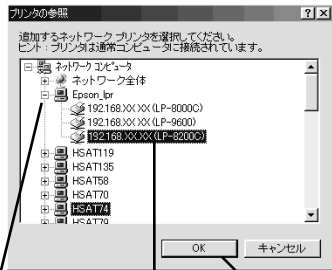 プリンタの参照
追加するネットワーク プリンタを選択してください。
ヒント : プリンタは通常コンピュータに接続されています。
ネットワーク コンピュータ
ネットワーク全体
Epson_lpr
192.168.XX.XX (LP-8000C)
192.168.XX.XX (LP-9600)
192.168.XX.XX (LP-8200C)
HSAT119
HSAT135
HSAT58
HSAT70
HSAT74
HSAT79
OK
キャンセル